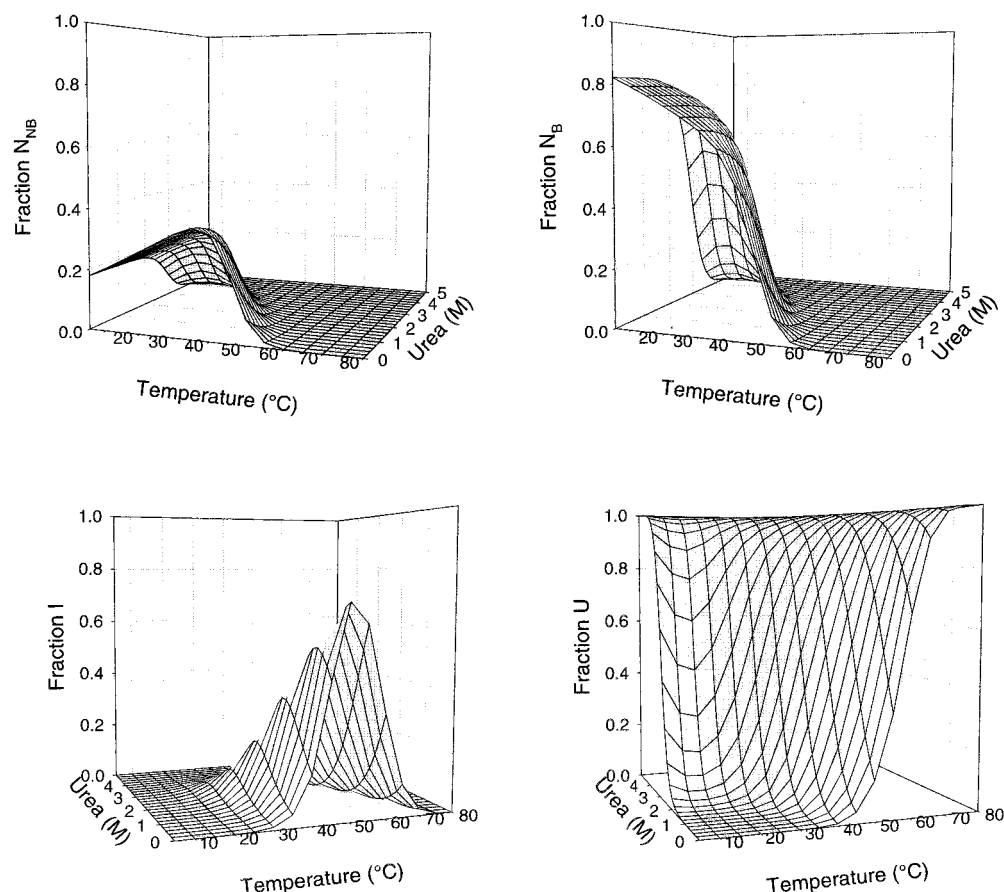 1.0
0.8
0.6
0.4
0.2
0.0
Fraction N_NB
20 30 40 50 60 70 80
Temperature (°C)
0 1 2 3 4 5
Urea (M)
1.0
0.8
0.6
0.4
0.2
0.0
Fraction N_B
20 30 40 50 60 70 80
Temperature (°C)
0 1 2 3 4 5
Urea (M)
1.0
0.8
0.6
0.4
0.2
0.0
Fraction I
4 3 2 1 0
Urea (M)
10 20 30 40 50 60 70 80
Temperature (°C)
80
1.0
0.8
0.6
0.4
0.2
0.0
Fraction U
4 3 2 1 0
Urea (M)
10 20 30 40 50 60 70 80
Temperature (°C)
80